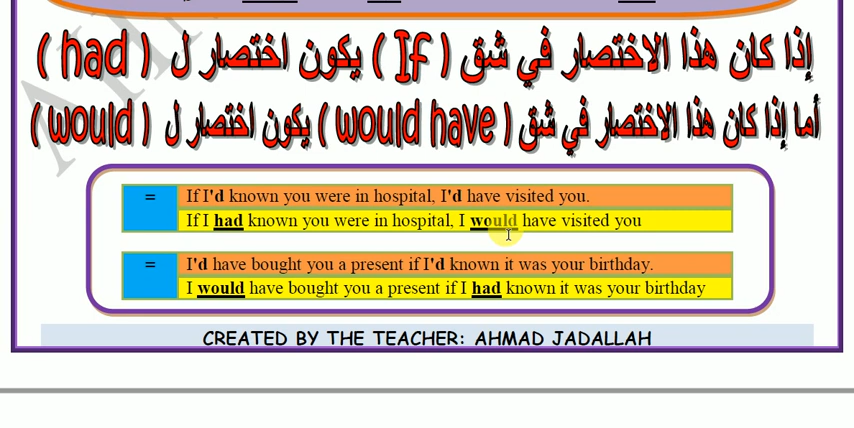 إذا كان هذا الاختصار في شق ( If ) يكون اختصار ل ( had )
أما إذا كان هذا الاختصار في شق ( would have ) يكون اختصار ل ( would )
= If I'd known you were in hospital, I'd have visited you.
If I had known you were in hospital, I would have visited you
= I'd have bought you a present if I'd known it was your birthday.
I would have bought you a present if I had known it was your birthday
CREATED BY THE TEACHER: AHMAD JADALLAH